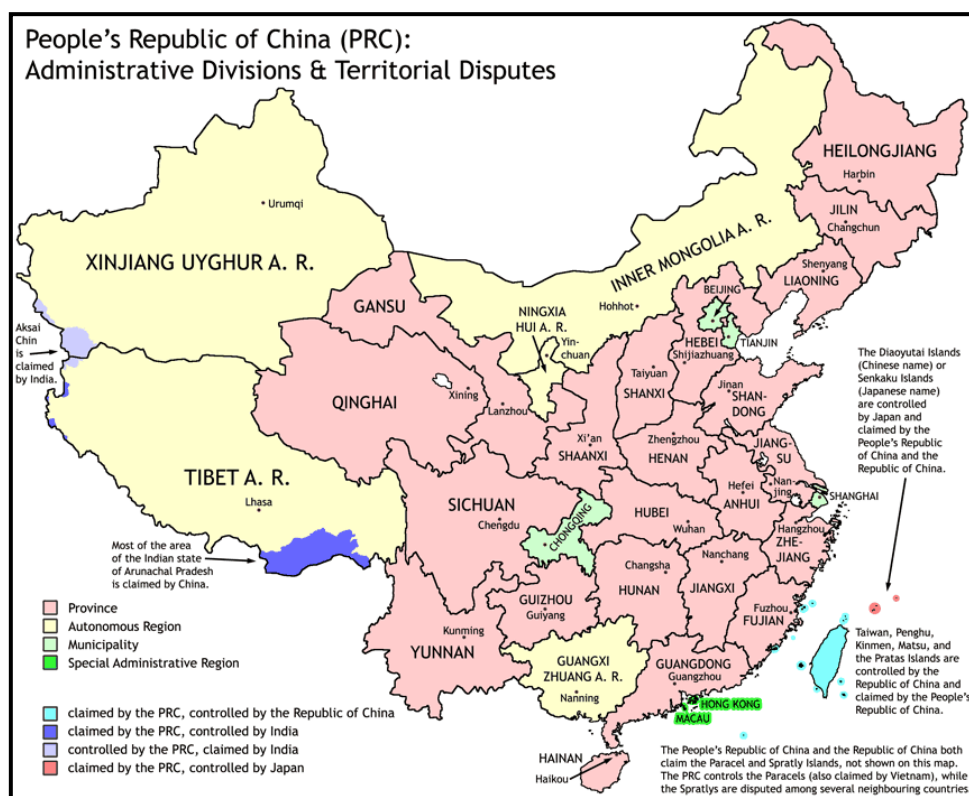 People's Republic of China (PRC):
Administrative Divisions & Territorial Disputes
HEILONGJIANG
Harbin
JILIN
Changchun
Urumqi
Shenyang
LIAONING
XINJIANG UYGHUR A. R.
INNER MONGOLIA A. R.
BEIJING
GANSU
NINGXIA
HUI A. R.
Hohhot
Yin-
chuan
HEBEI
TIANJIN
Shijiazhuang
Aksai
Chin
is
claimed
by India.
Taiyuan
SHANXI
Jinan
SHAN-
DONG
The Diaoyutai Islands
(Chinese name) or
Senkaku Islands
(Japanese name)
are controlled
by Japan and
claimed by the
People's Republic
of China and the
Republic of China.
QINGHAI
Xining
Lanzhou
Xi'an
SHAANXI
Zhengzhou
HENAN
JIANG-
SU
TIBET A. R.
Lhasa
SICHUAN
Chengdu
CHONGQING
HUBEI
Wuhan
Hefei
ANHUI
Nan-
jing
SHANGHAI
Hangzhou
ZHE-
JIANG
Most of the area
of the Indian state
of Arunachal Pradesh
is claimed by China.
Changsha
HUNAN
Nanchang
JIANGXI
GUIZHOU
Guiyang
Fuzhou
FUJIAN
Kunming
YUNNAN
GUANGXI
ZHUANG A. R.
Nanning
GUANGDONG
Guangzhou
HONG KONG
MACAU
HAINAN
Haikou
Taiwan, Penghu,
Kinmen, Matsu, and
the Pratas Islands are
controlled by the
Republic of China and
claimed by the People's
Republic of China.
Province
Autonomous Region
Municipality
Special Administrative Region
claimed by the PRC, controlled by the Republic of China
claimed by the PRC, controlled by India
controlled by the PRC, claimed by India
claimed by the PRC, controlled by Japan
The People's Republic of China and the Republic of China both
claim the Paracel and Spratly Islands, not shown on this map.
The PRC controls the Paracels (also claimed by Vietnam), while
the Spratlys are disputed among several neighbouring countries.